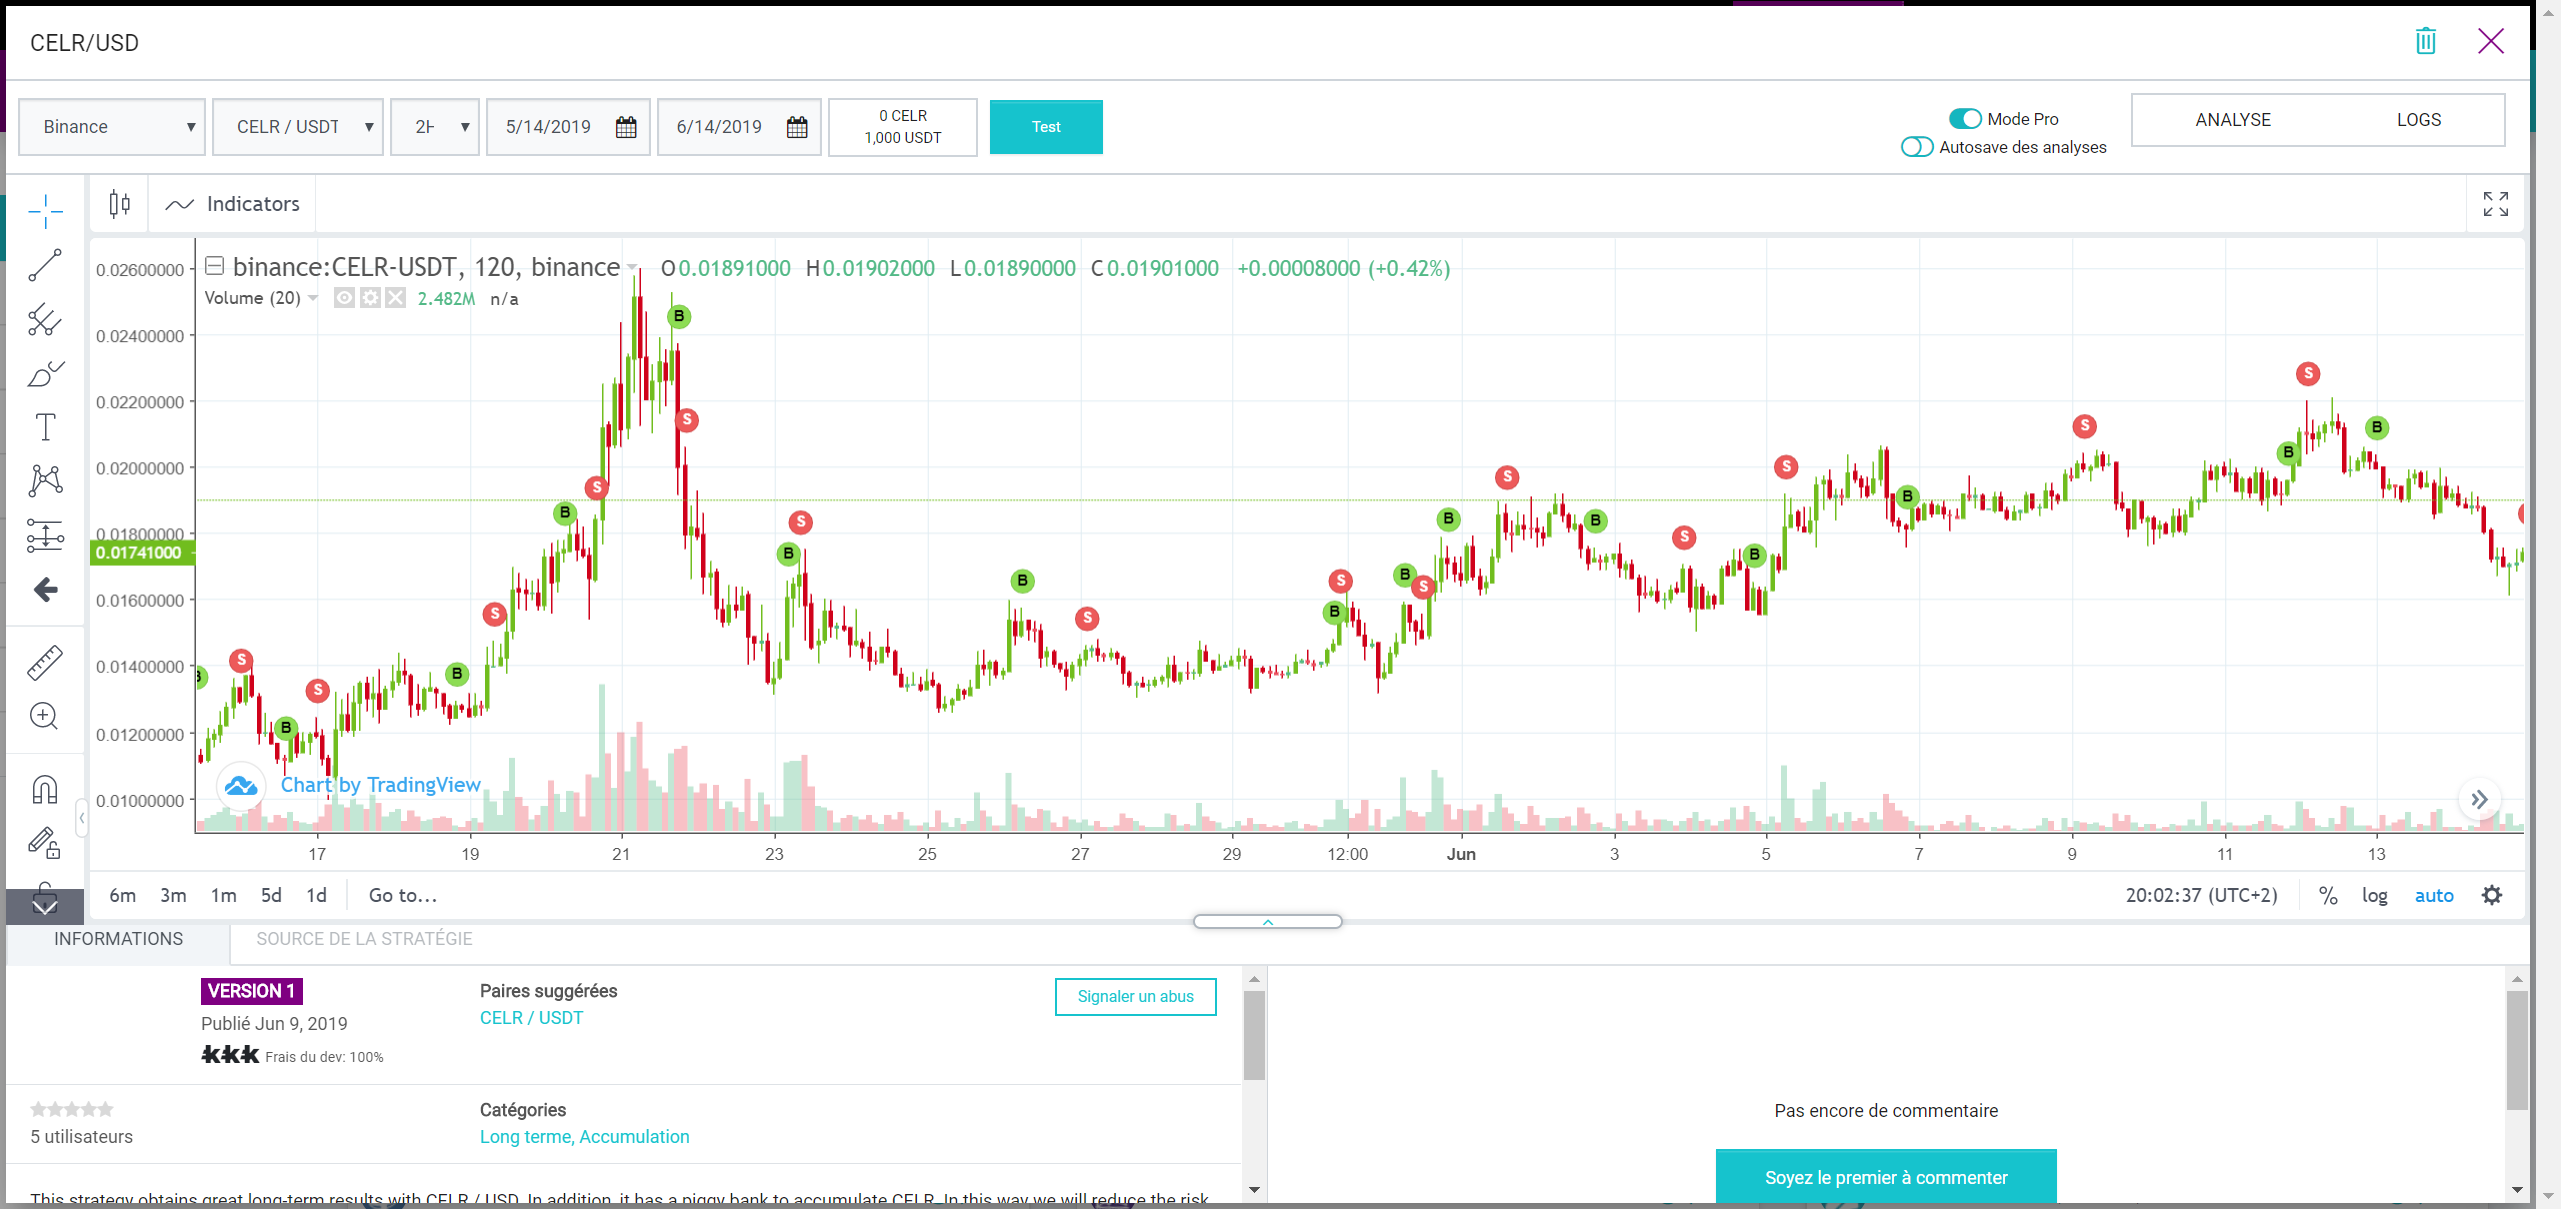 CELR/USD
Binance
CELR / USDT
2H
5/14/2019
6/14/2019
0 CELR
1,000 USDT
Test
Mode Pro
Autosave des analyses
ANALYSE
LOGS
Indicators
binance:CELR-USDT, 120, binance O0.01891000 H0.01902000 L0.01890000 C0.01901000 +0.00008000 (+0.42%)
Volume (20) 2.482M n/a
0.02600000
0.02400000
0.02200000
0.02000000
0.01800000
0.01741000
0.01600000
0.01400000
0.01200000
0.01000000
B
S
B
S
B
S
B
S
B
S
B
S
B
S
B
S
B
S
B
S
B
S
B
S
B
S
B
S
B
Chart by TradingView
17 19 21 23 25 27 29 12:00 Jun 3 5 7 9 11 13
6m 3m 1m 5d 1d Go to...
20:02:37 (UTC+2) % log auto
INFORMATIONS
SOURCE DE LA STRATÉGIE
VERSION 1
Publié Jun 9, 2019
Frais du dev: 100%
Paires suggérées
CELR / USDT
Signaler un abus
5 utilisateurs
Catégories
Long terme, Accumulation
This strategy obtains great long-term results with CELR / USD. In addition, it has a piggy bank to accumulate CELR. In this way we will reduce the risk
Pas encore de commentaire
Soyez le premier à commenter